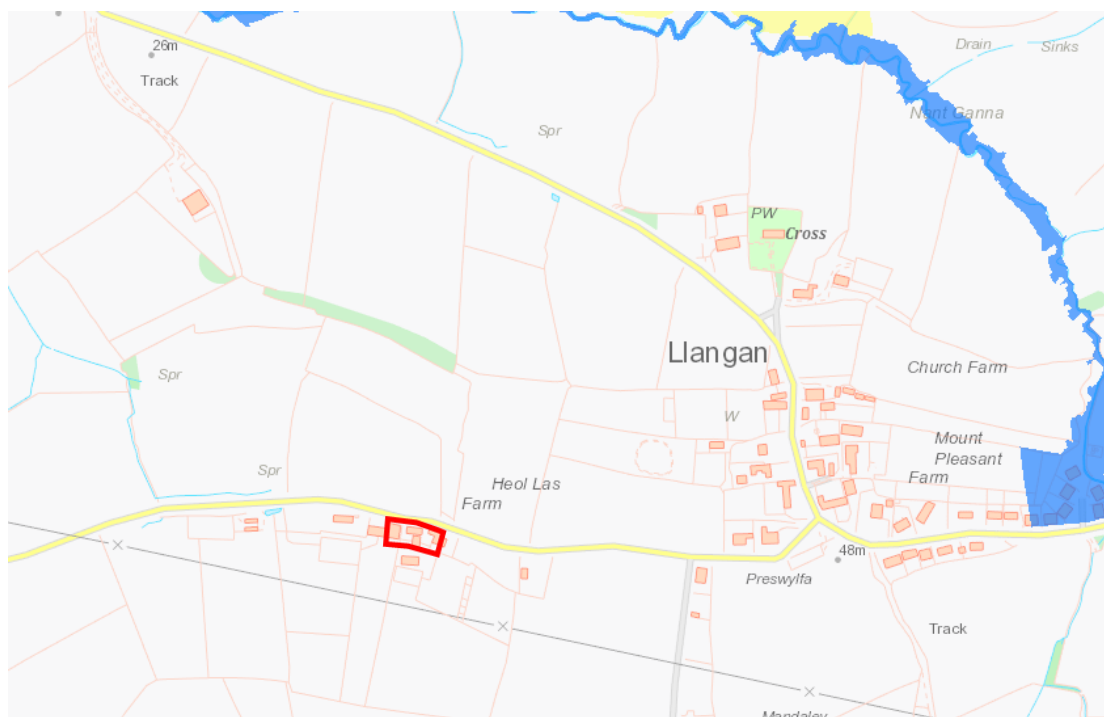 26m
Track
Drain
Sinks
Nant Ganna
Spr
PW
Cross
Llangan
Church Farm
Spr
W
Mount
Pleasant
Farm
Spr
Heol Las
Farm
48m
Preswylfa
Track
Mandaley